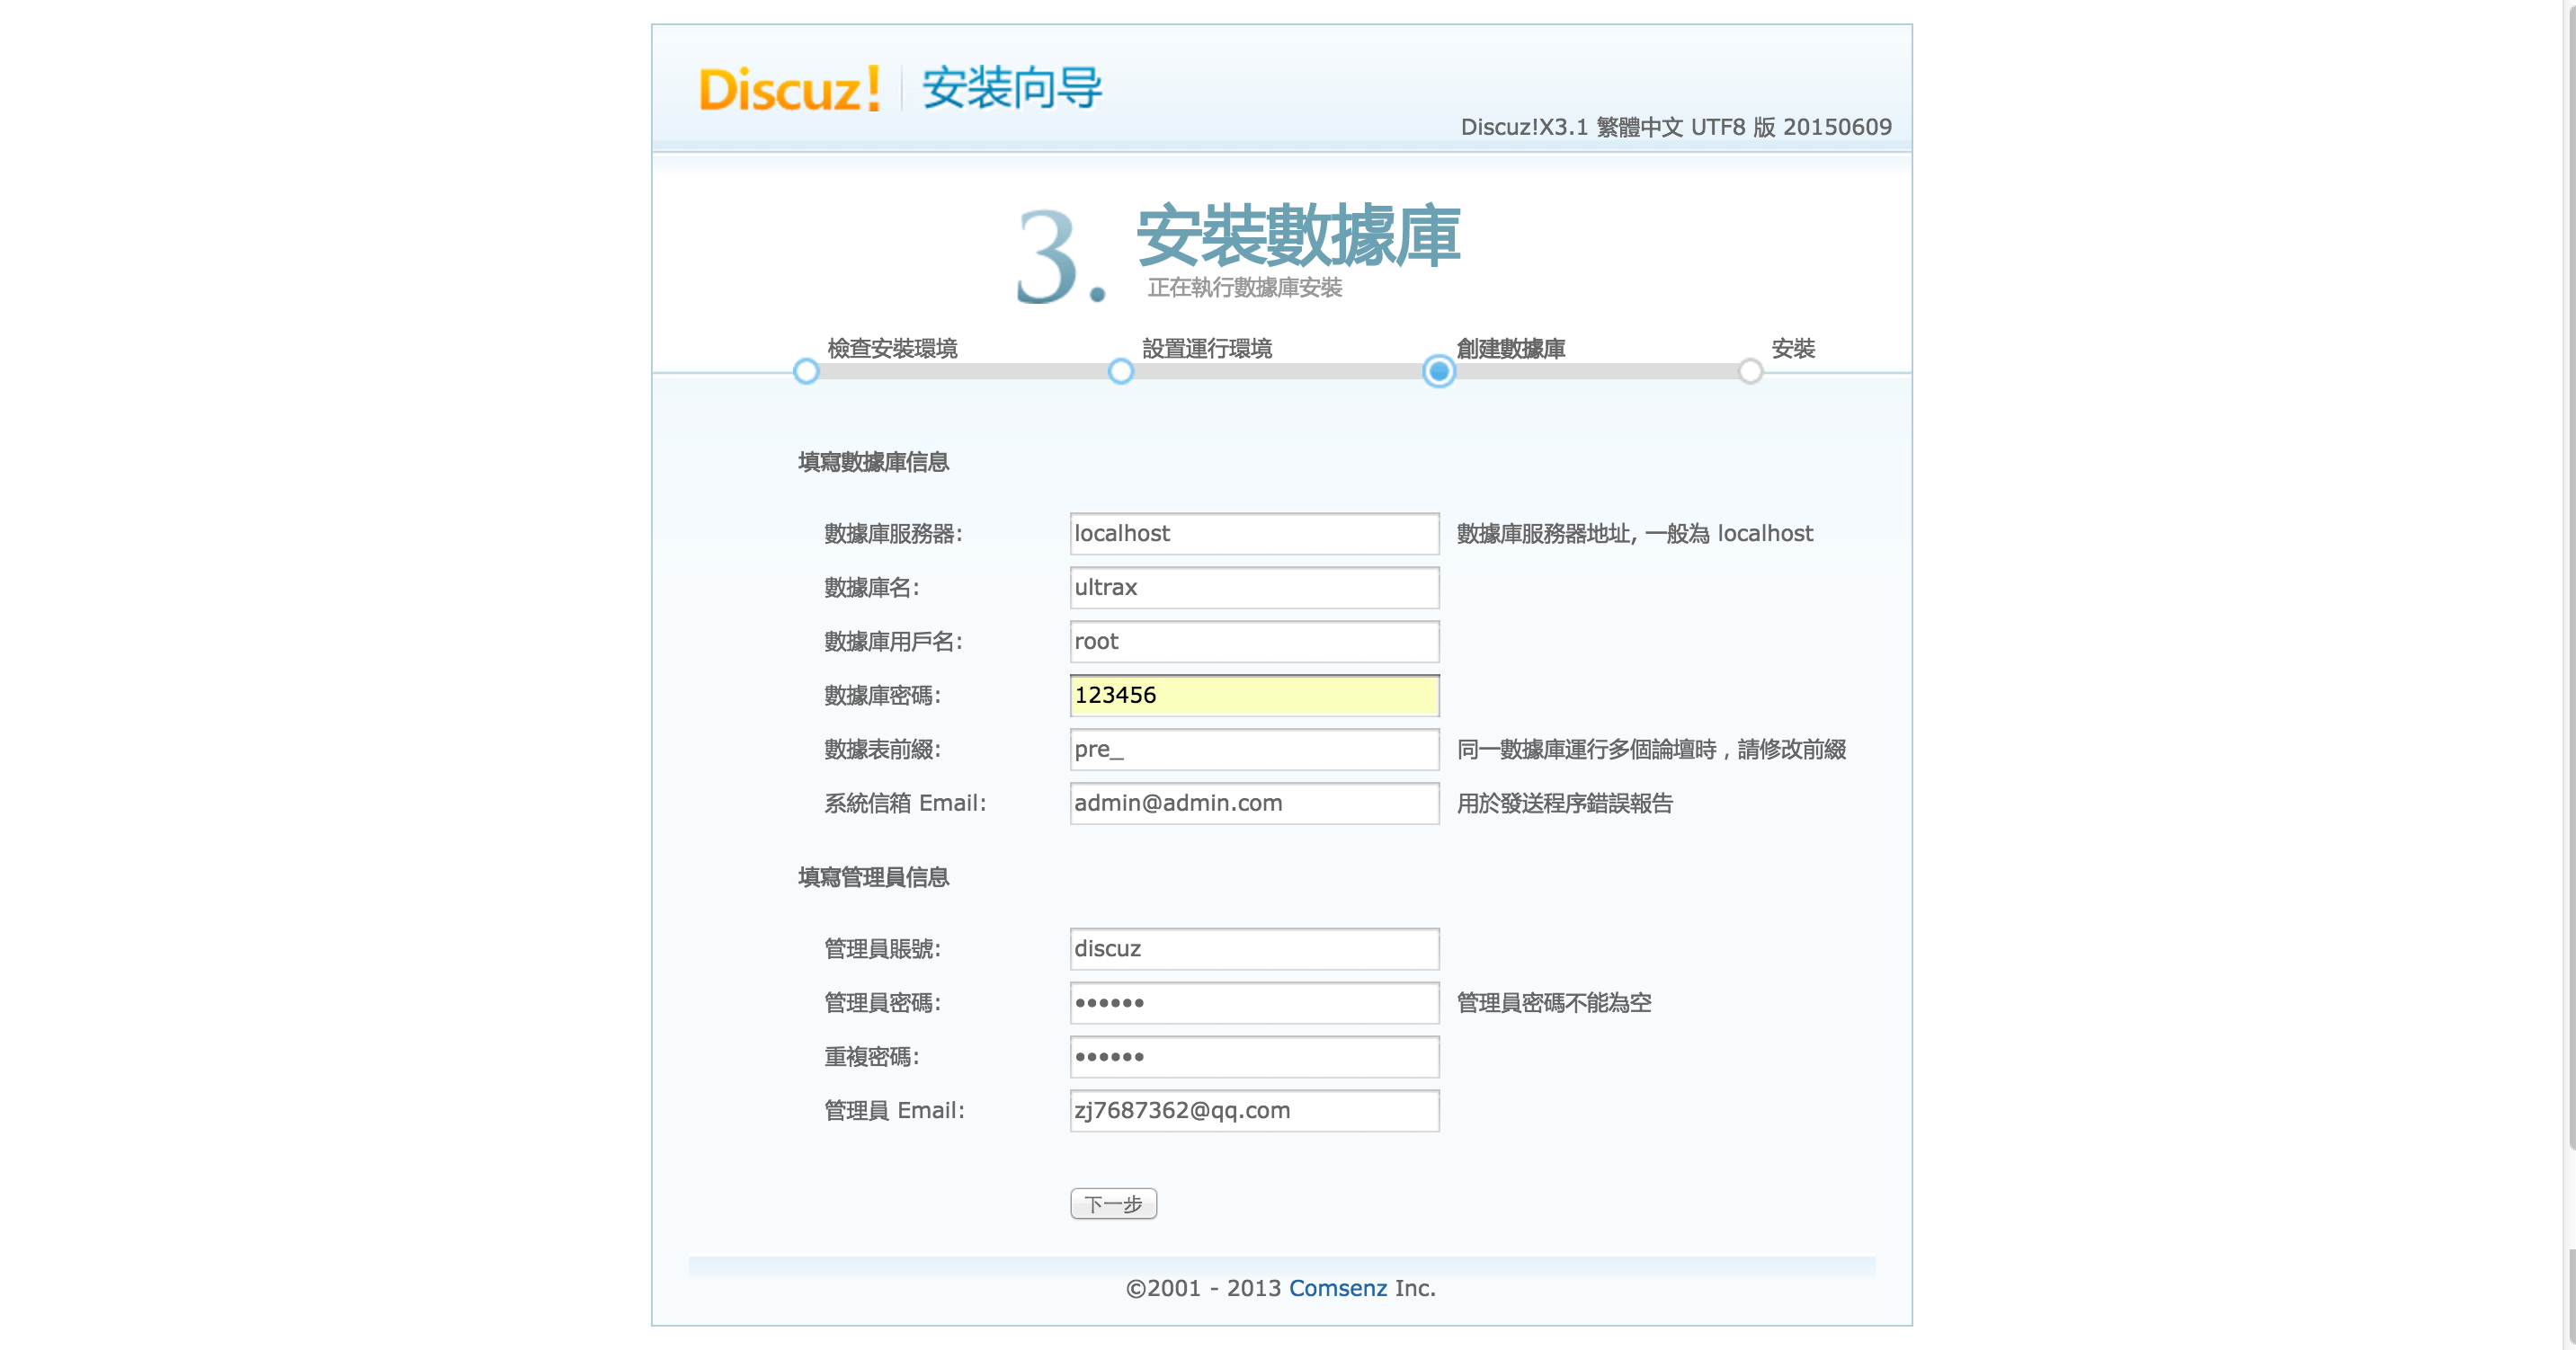 Discuz! 安装向导
Discuz!X3.1 繁體中文 UTF8 版 20150609
3. 安裝數據庫
正在執行數據庫安裝
檢查安裝環境 設置運行環境 創建數據庫 安裝
填寫數據庫信息
數據庫服務器: localhost 數據庫服務器地址, 一般為 localhost
數據庫名: ultrax
數據庫用戶名: root
數據庫密碼: 123456
數據表前綴: pre_ 同一數據庫運行多個論壇時，請修改前綴
系統信箱 Email: admin@admin.com 用於發送程序錯誤報告
填寫管理員信息
管理員賬號: discuz
管理員密碼: •••••• 管理員密碼不能為空
重複密碼: ••••••
管理員 Email: zj7687362@qq.com
下一步
©2001 - 2013 Comsenz Inc.